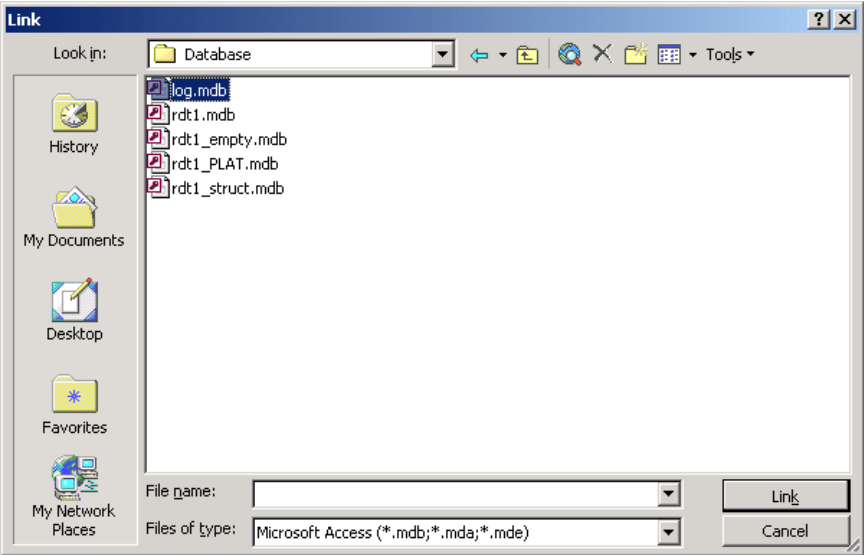 Link
Look in: Database Tools
log.mdb
rdt1.mdb
rdt1_empty.mdb
rdt1_PLAT.mdb
rdt1_struct.mdb
History
My Documents
Desktop
Favorites
My Network
Places
File name: Link
Files of type: Microsoft Access (*.mdb;*.mda;*.mde) Cancel